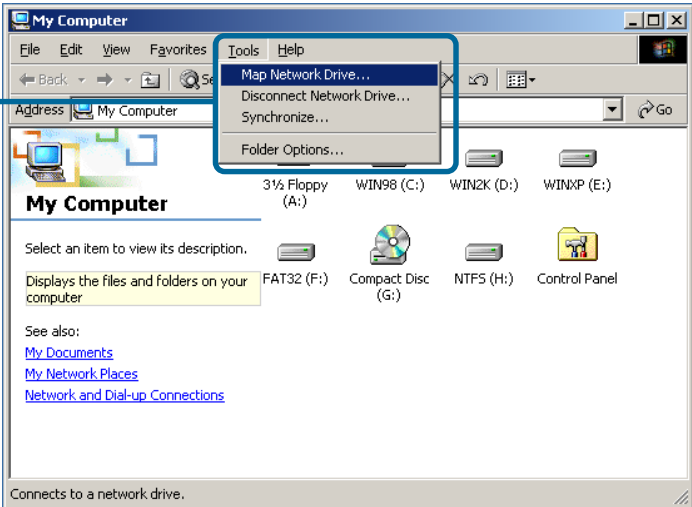 My Computer
File Edit View Favorites Tools Help
Back
Map Network Drive...
Disconnect Network Drive...
Synchronize...
Folder Options...
Address My Computer Go
My Computer
Select an item to view its description.
Displays the files and folders on your
computer
See also:
My Documents
My Network Places
Network and Dial-up Connections
3½ Floppy
(A:)
WIN98 (C:)
WIN2K (D:)
WINXP (E:)
FAT32 (F:)
Compact Disc
(G:)
NTFS (H:)
Control Panel
Connects to a network drive.